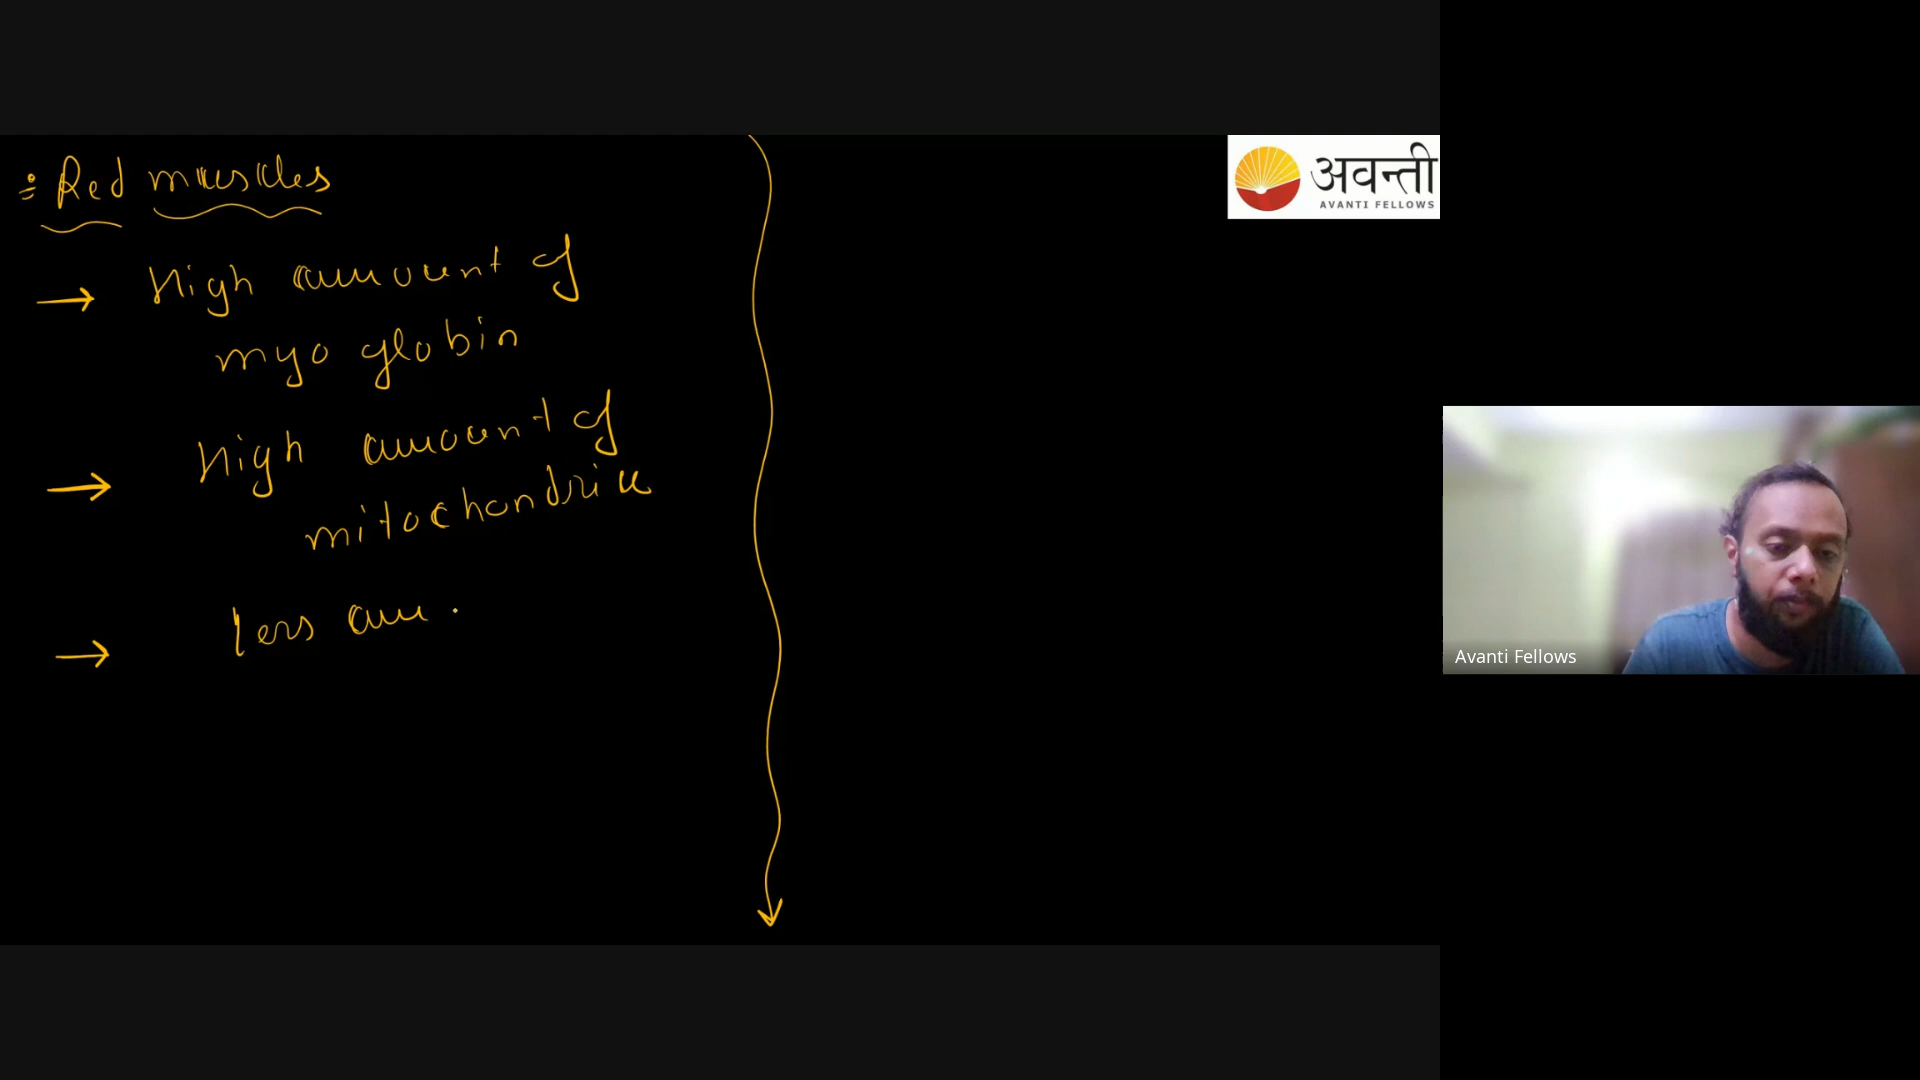 Red muscles
→ High amount of
myo globin
→ High amount of
mitochondria
→ less am.
अवन्ती
AVANTI FELLOWS
Avanti Fellows